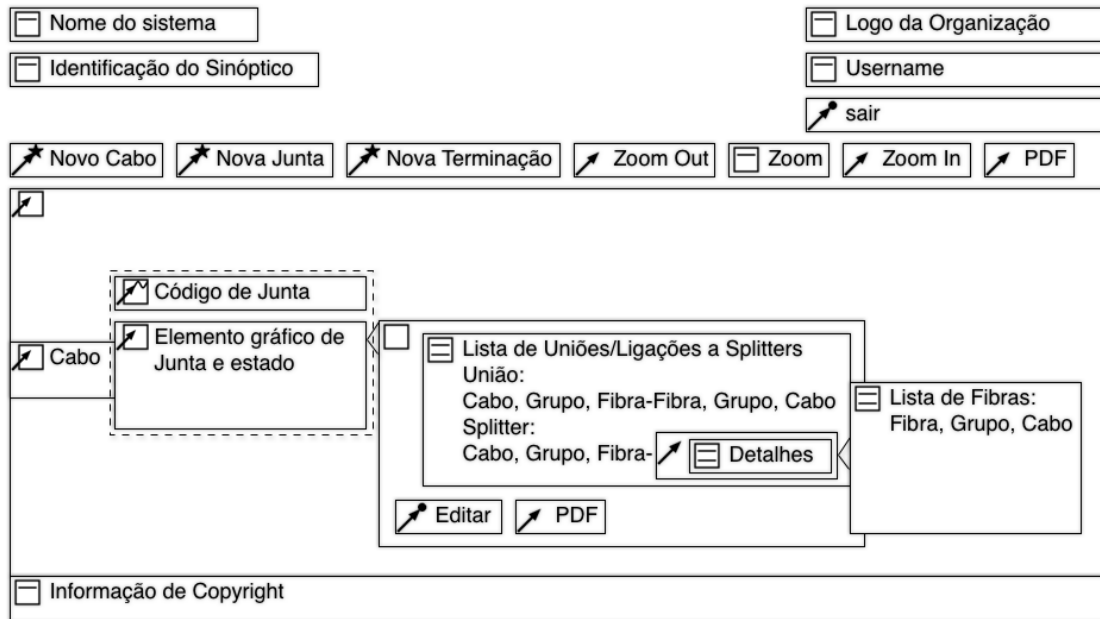 Nome do sistema
Logo da Organização
Identificação do Sinóptico
Username
sair
Novo Cabo
Nova Junta
Nova Terminação
Zoom Out
Zoom
Zoom In
PDF
Código de Junta
Elemento gráfico de
Junta e estado
Cabo
Lista de Uniões/Ligações a Splitters
União:
Cabo, Grupo, Fibra-Fibra, Grupo, Cabo
Splitter:
Cabo, Grupo, Fibra-
Detalhes
Lista de Fibras:
Fibra, Grupo, Cabo
Editar
PDF
Informação de Copyright